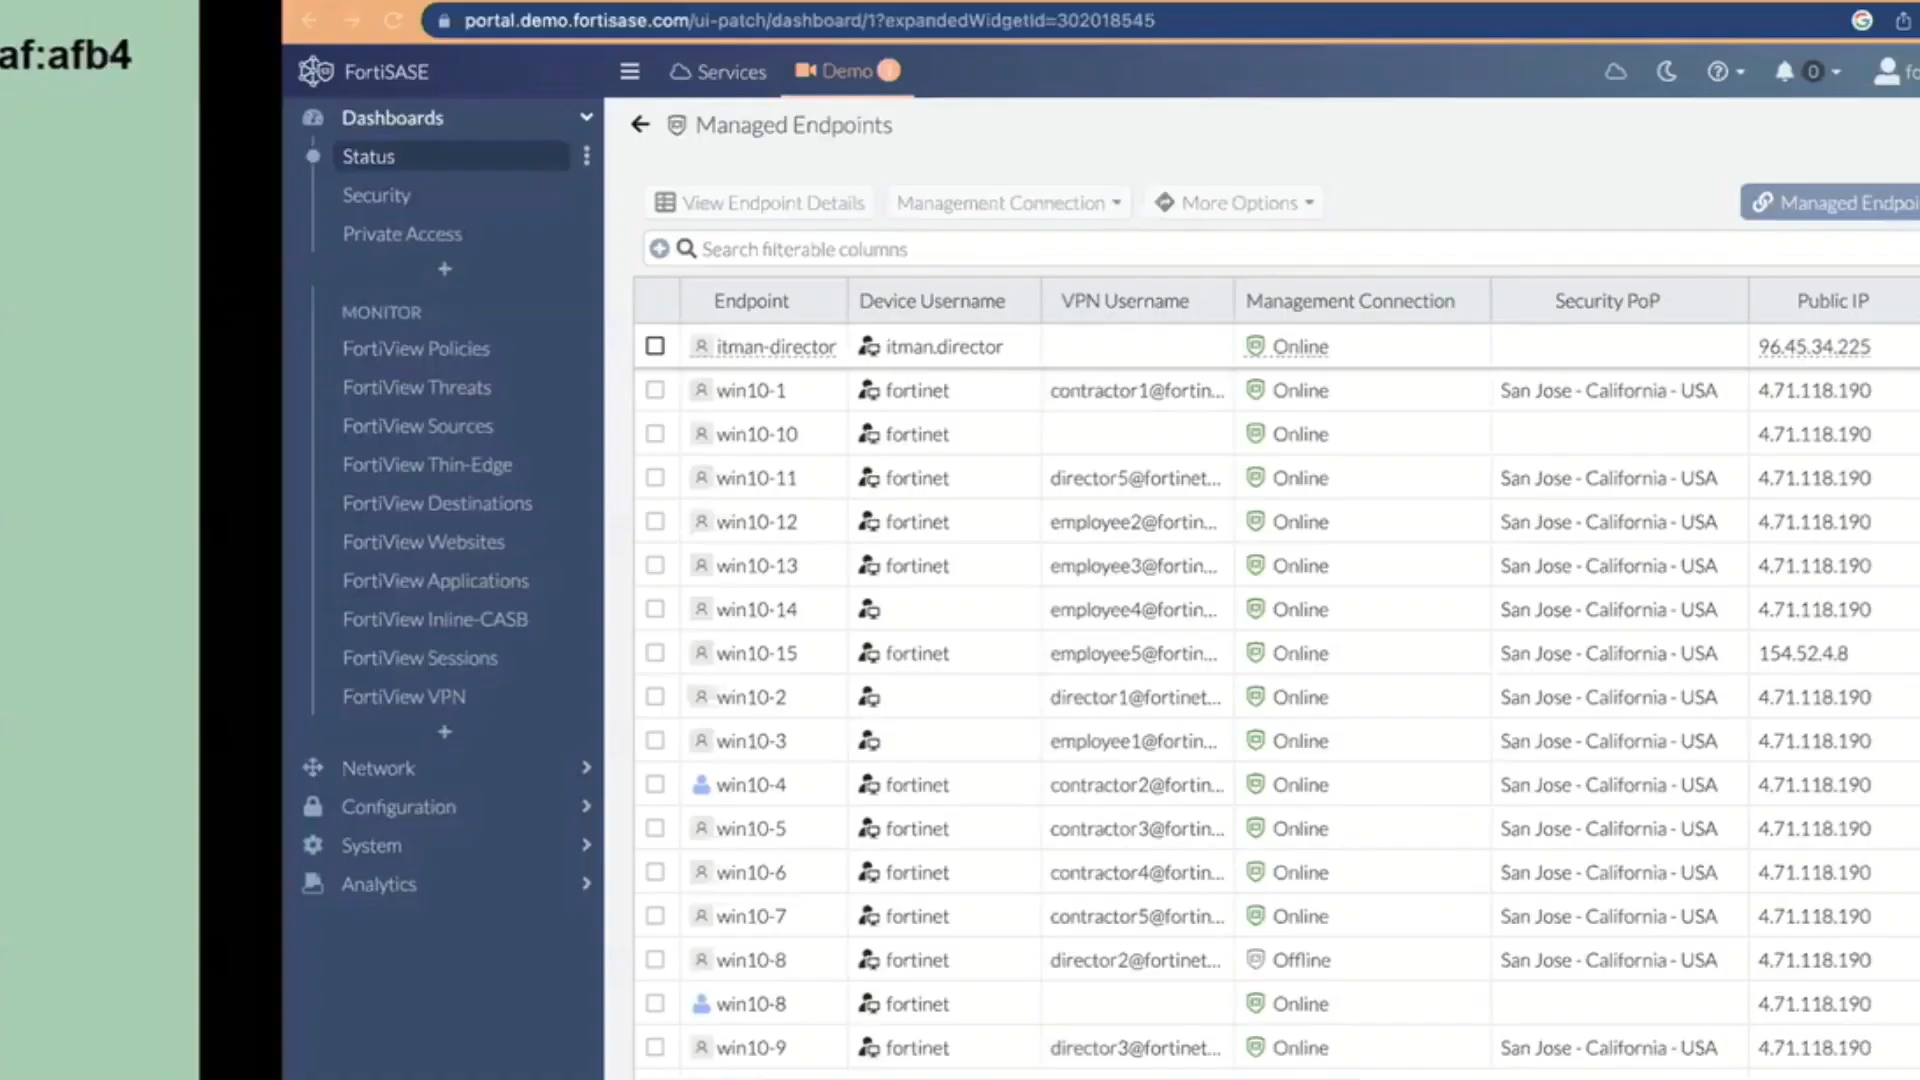 af:afb4
portal.demo.fortisase.com/ui-patch/dashboard/1?expandedWidgetId=302018545
FortiSASE
Services
Demo
0
Dashboards
Status
Security
Private Access
MONITOR
FortiView Policies
FortiView Threats
FortiView Sources
FortiView Thin-Edge
FortiView Destinations
FortiView Websites
FortiView Applications
FortiView Inline-CASB
FortiView Sessions
FortiView VPN
Network
Configuration
System
Analytics
Managed Endpoints
View Endpoint Details Management Connection More Options Managed Endpoi
Search filterable columns
Endpoint Device Username VPN Username Management Connection Security PoP Public IP
itman-director itman.director Online 96.45.34.225
win10-1 fortinet contractor1@fortin... Online San Jose - California - USA 4.71.118.190
win10-10 fortinet Online 4.71.118.190
win10-11 fortinet director5@fortinet... Online San Jose - California - USA 4.71.118.190
win10-12 fortinet employee2@fortin... Online San Jose - California - USA 4.71.118.190
win10-13 fortinet employee3@fortin... Online San Jose - California - USA 4.71.118.190
win10-14 employee4@fortin... Online San Jose - California - USA 4.71.118.190
win10-15 fortinet employee5@fortin... Online San Jose - California - USA 154.52.4.8
win10-2 director1@fortinet... Online San Jose - California - USA 4.71.118.190
win10-3 employee1@fortin... Online San Jose - California - USA 4.71.118.190
win10-4 fortinet contractor2@fortin... Online San Jose - California - USA 4.71.118.190
win10-5 fortinet contractor3@fortin... Online San Jose - California - USA 4.71.118.190
win10-6 fortinet contractor4@fortin... Online San Jose - California - USA 4.71.118.190
win10-7 fortinet contractor5@fortin... Online San Jose - California - USA 4.71.118.190
win10-8 fortinet director2@fortinet... Offline San Jose - California - USA 4.71.118.190
win10-8 fortinet Online 4.71.118.190
win10-9 fortinet director3@fortinet... Online San Jose - California - USA 4.71.118.190